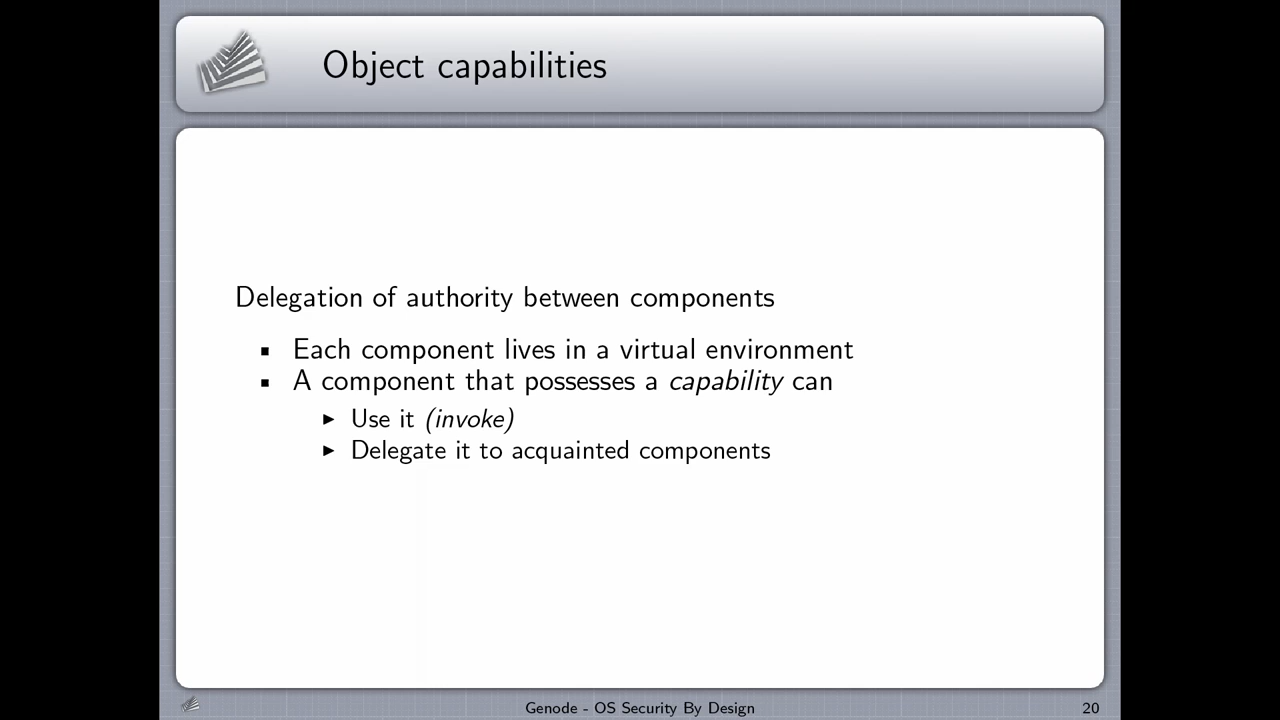 Object capabilities
Delegation of authority between components
▪ Each component lives in a virtual environment
▪ A component that possesses a capability can
▶ Use it (invoke)
▶ Delegate it to acquainted components
Genode - OS Security By Design
20